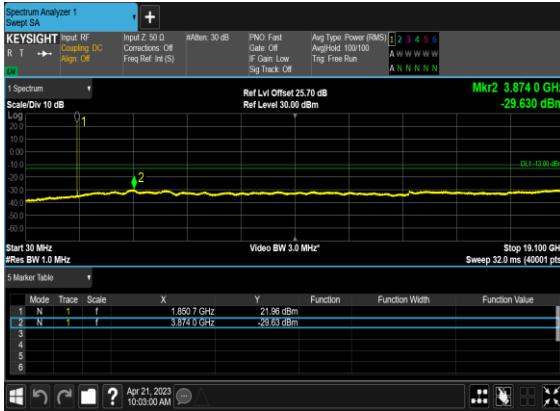 Spectrum Analyzer 1
Swept SA
+
KEYSIGHT Input: RF Input Z: 50 Ω #Atten: 30 dB PNO: Fast Avg Type: Power (RMS) 1 2 3 4 5 6
R T Coupling: DC Corrections: Off Gate: Off Avg|Hold: 100/100 A W W W W W
Align: Off Freq Ref: Int (S) IF Gain: Low Trig: Free Run
Sig Track: Off A N N N N N
1 Spectrum Ref Lvl Offset 25.70 dB Mkr2 3.874 0 GHz
Scale/Div 10 dB Ref Level 30.00 dBm -29.630 dBm
Log
20.0
10.0
0.00
-10.0
-20.0
-30.0
-40.0
-50.0
-60.0
1
DL1 -13.00 dBm
2
Start 30 MHz Video BW 3.0 MHz* Stop 19.100 GHz
#Res BW 1.0 MHz Sweep 32.0 ms (40001 pts)
5 Marker Table
Mode Trace Scale X Y Function Function Width Function Value
1 N 1 f 1.850 7 GHz 21.96 dBm
2 N 1 f 3.874 0 GHz -29.63 dBm
3
4
5
6
? Apr 21, 2023
10:03:00 AM